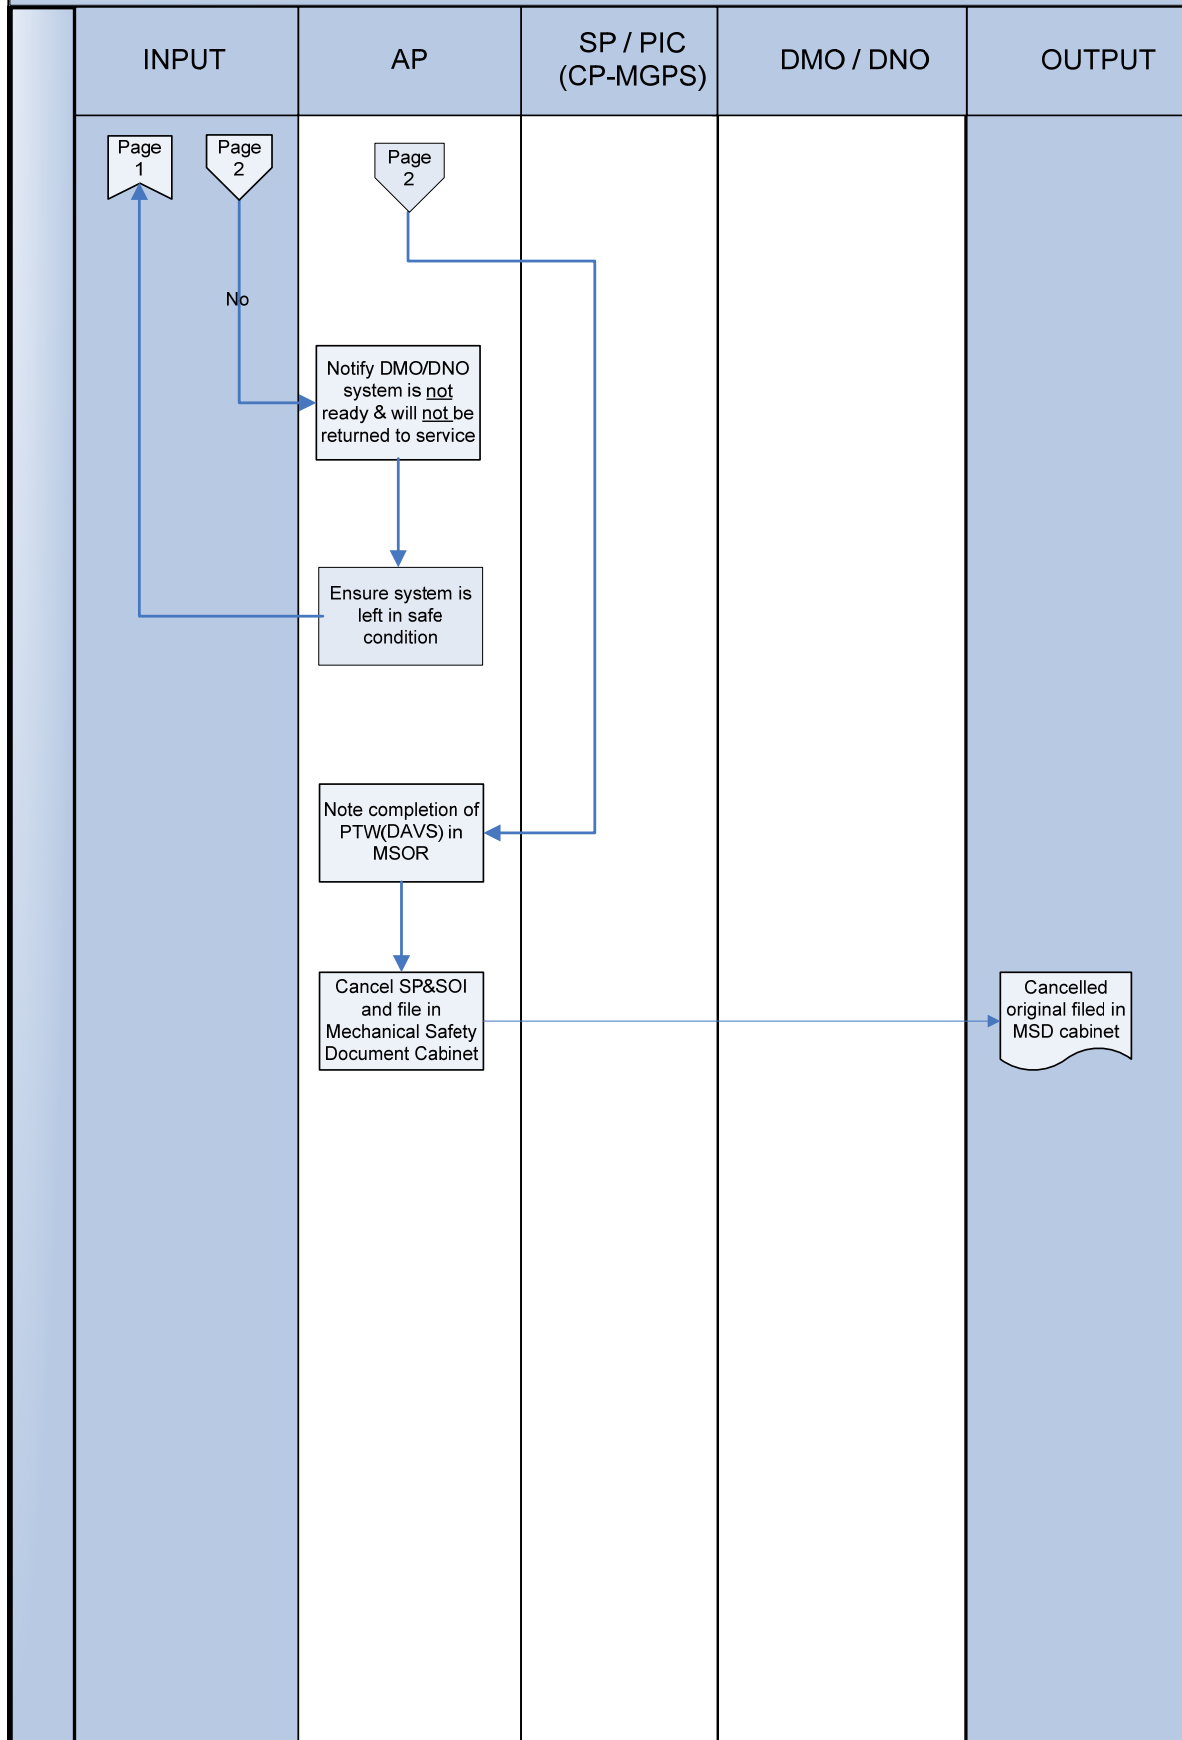 INPUT
AP
SP / PIC
(CP-MGPS)
DMO / DNO
OUTPUT
Page
1
Page
2
Page
2
No
Notify DMO/DNO
system is not
ready & will not be
returned to service
Ensure system is
left in safe
condition
Note completion of
PTW(DAVS) in
MSOR
Cancel SP&SOI
and file in
Mechanical Safety
Document Cabinet
Cancelled
original filed in
MSD cabinet